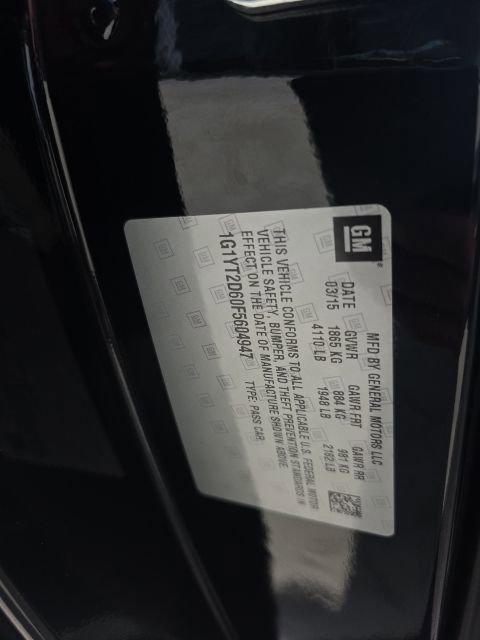 GM
MFD BY GENERAL MOTORS LLC
DATE GVWR GAWR FRT GAWR RR
03/15 1865 KG 884 KG 981 KG
4110 LB 1948 LB 2162 LB
THIS VEHICLE CONFORMS TO ALL APPLICABLE U.S. FEDERAL MOTOR
VEHICLE SAFETY, BUMPER, AND THEFT PREVENTION STANDARDS IN
EFFECT ON THE DATE OF MANUFACTURE SHOWN ABOVE.
1G1YT2D60F5604947 TYPE: PASS CAR